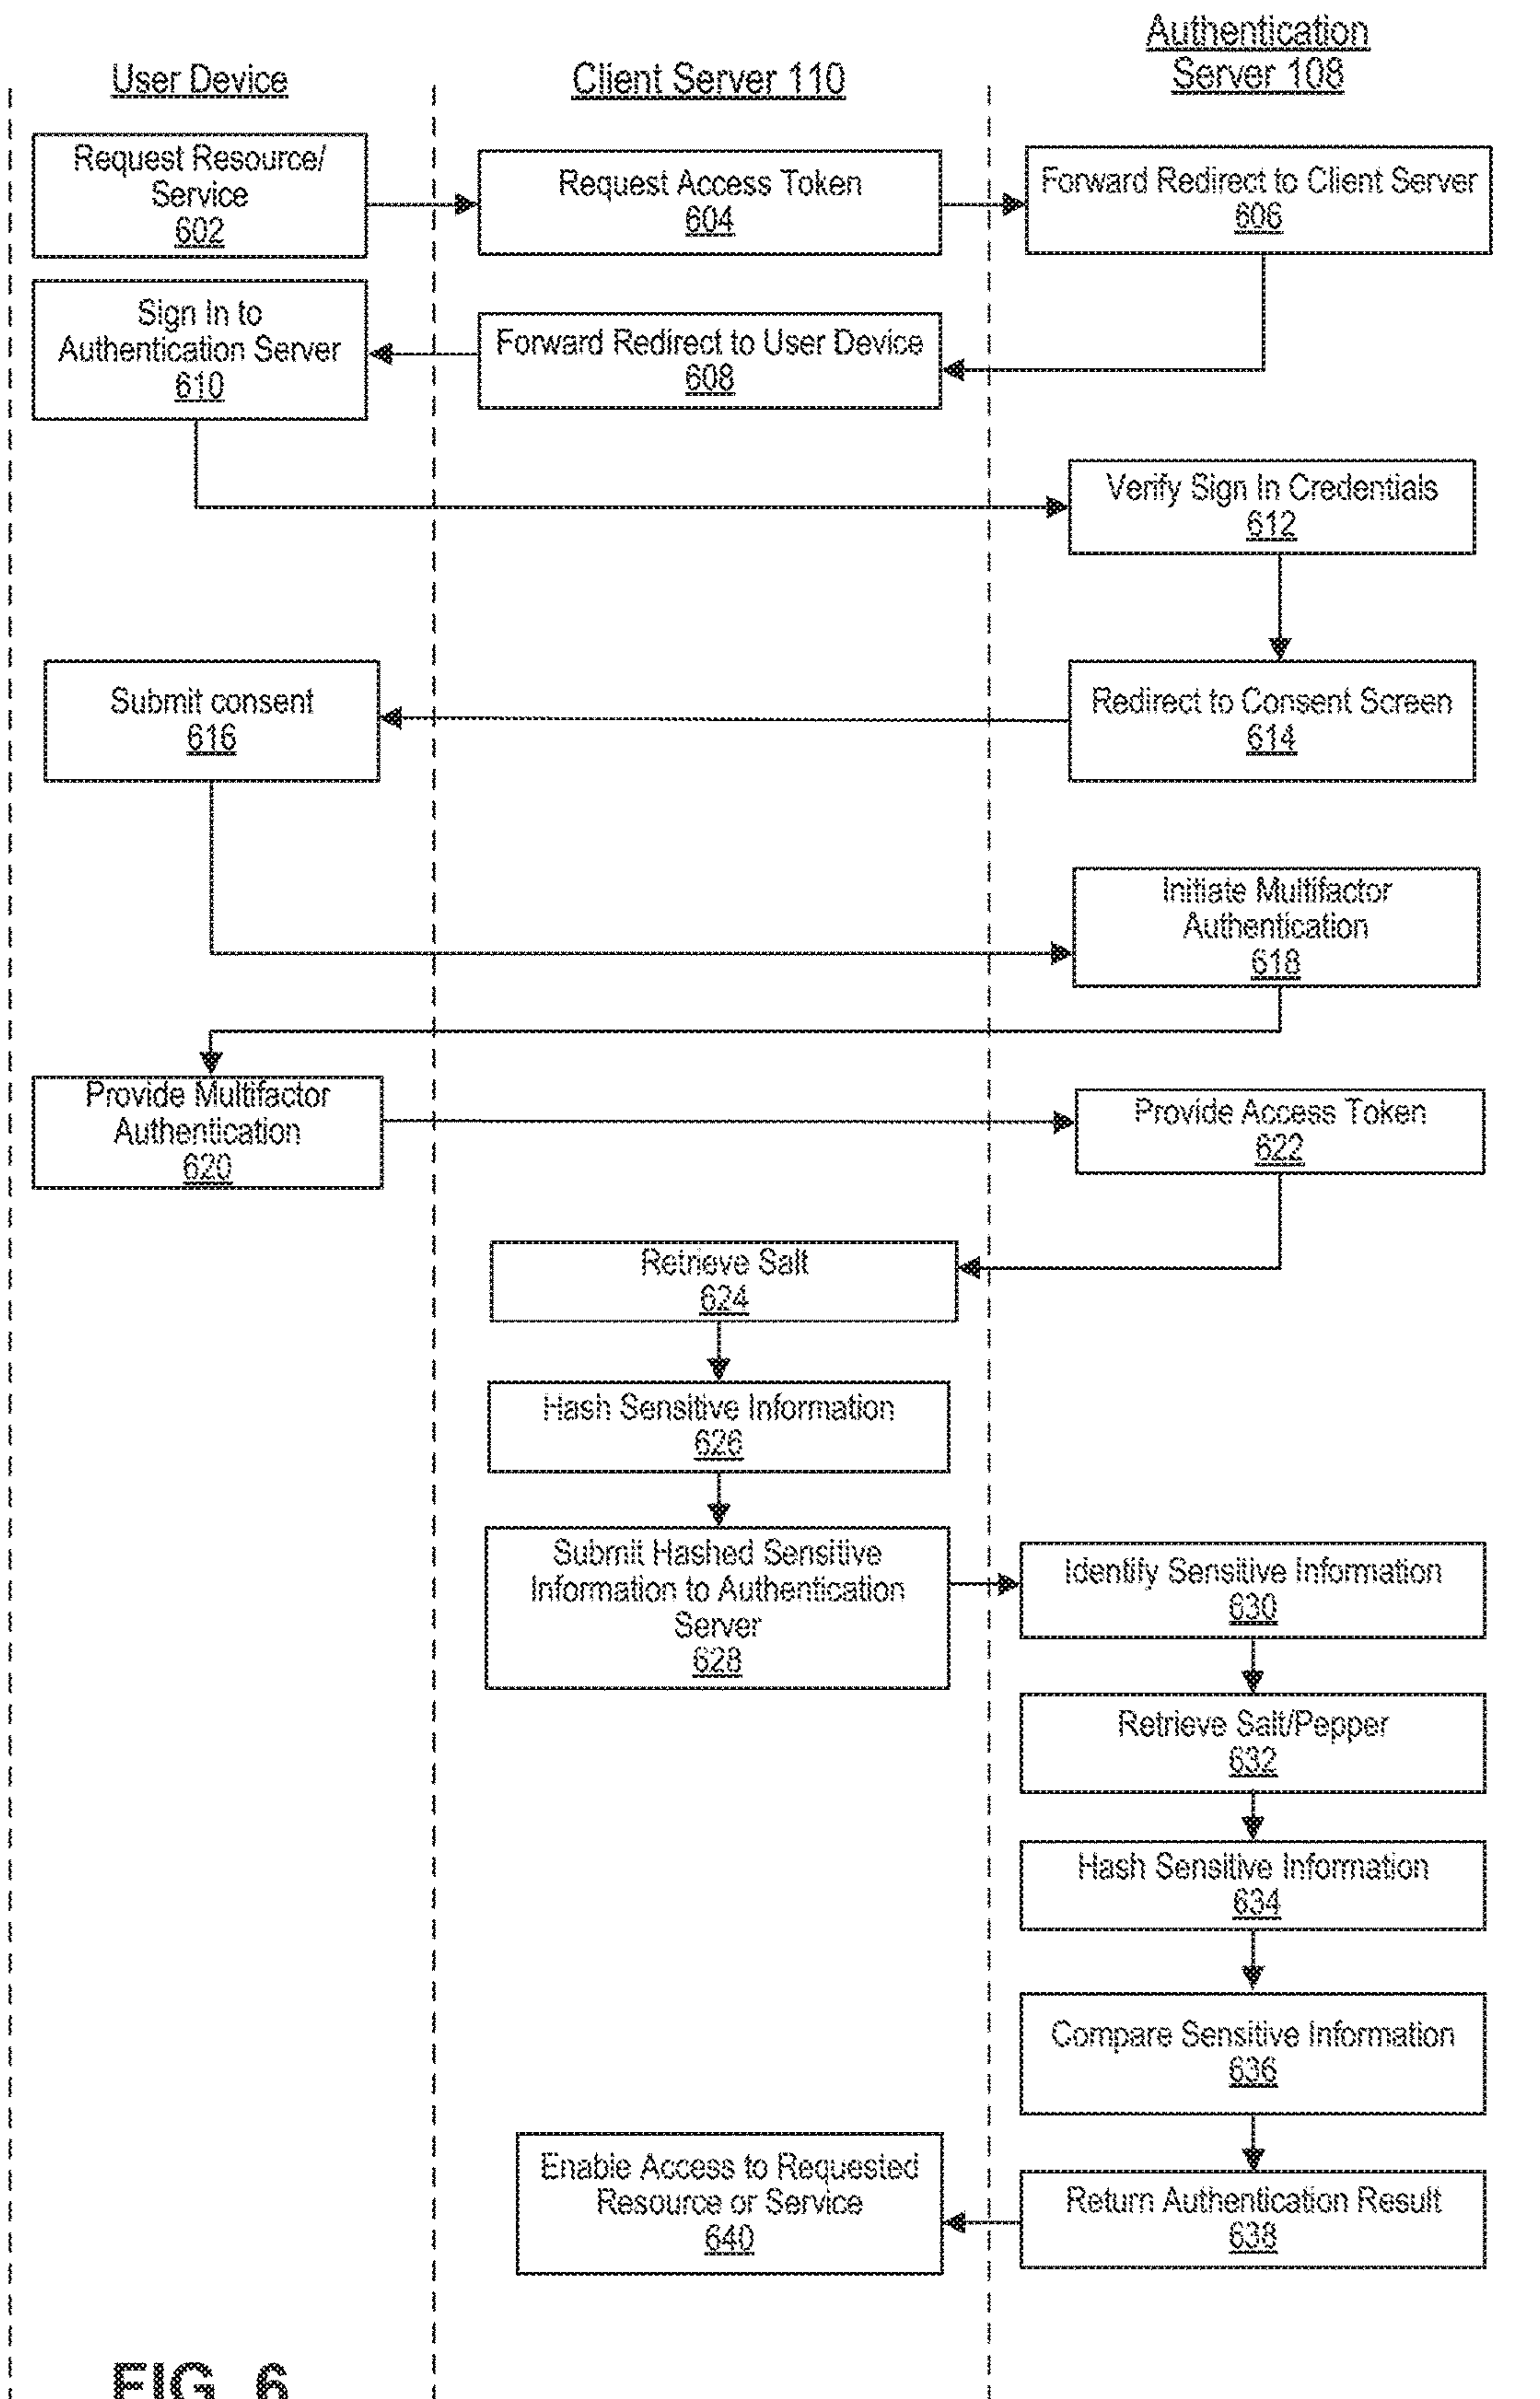 User Device
Client Server 110
Authentication
Server 108
Request Resource/
Service
602
Request Access Token
604
Forward Redirect to Client Server
606
Sign In to
Authentication Server
610
Forward Redirect to User Device
608
Verify Sign In Credentials
612
Submit consent
616
Redirect to Consent Screen
614
Initiate Multifactor
Authentication
618
Provide Multifactor
Authentication
620
Provide Access Token
622
Retrieve Salt
624
Hash Sensitive Information
626
Submit Hashed Sensitive
Information to Authentication
Server
628
Identify Sensitive Information
630
Retrieve Salt/Pepper
632
Hash Sensitive Information
634
Compare Sensitive Information
636
Enable Access to Requested
Resource or Service
640
Return Authentication Result
638
FIG. 6